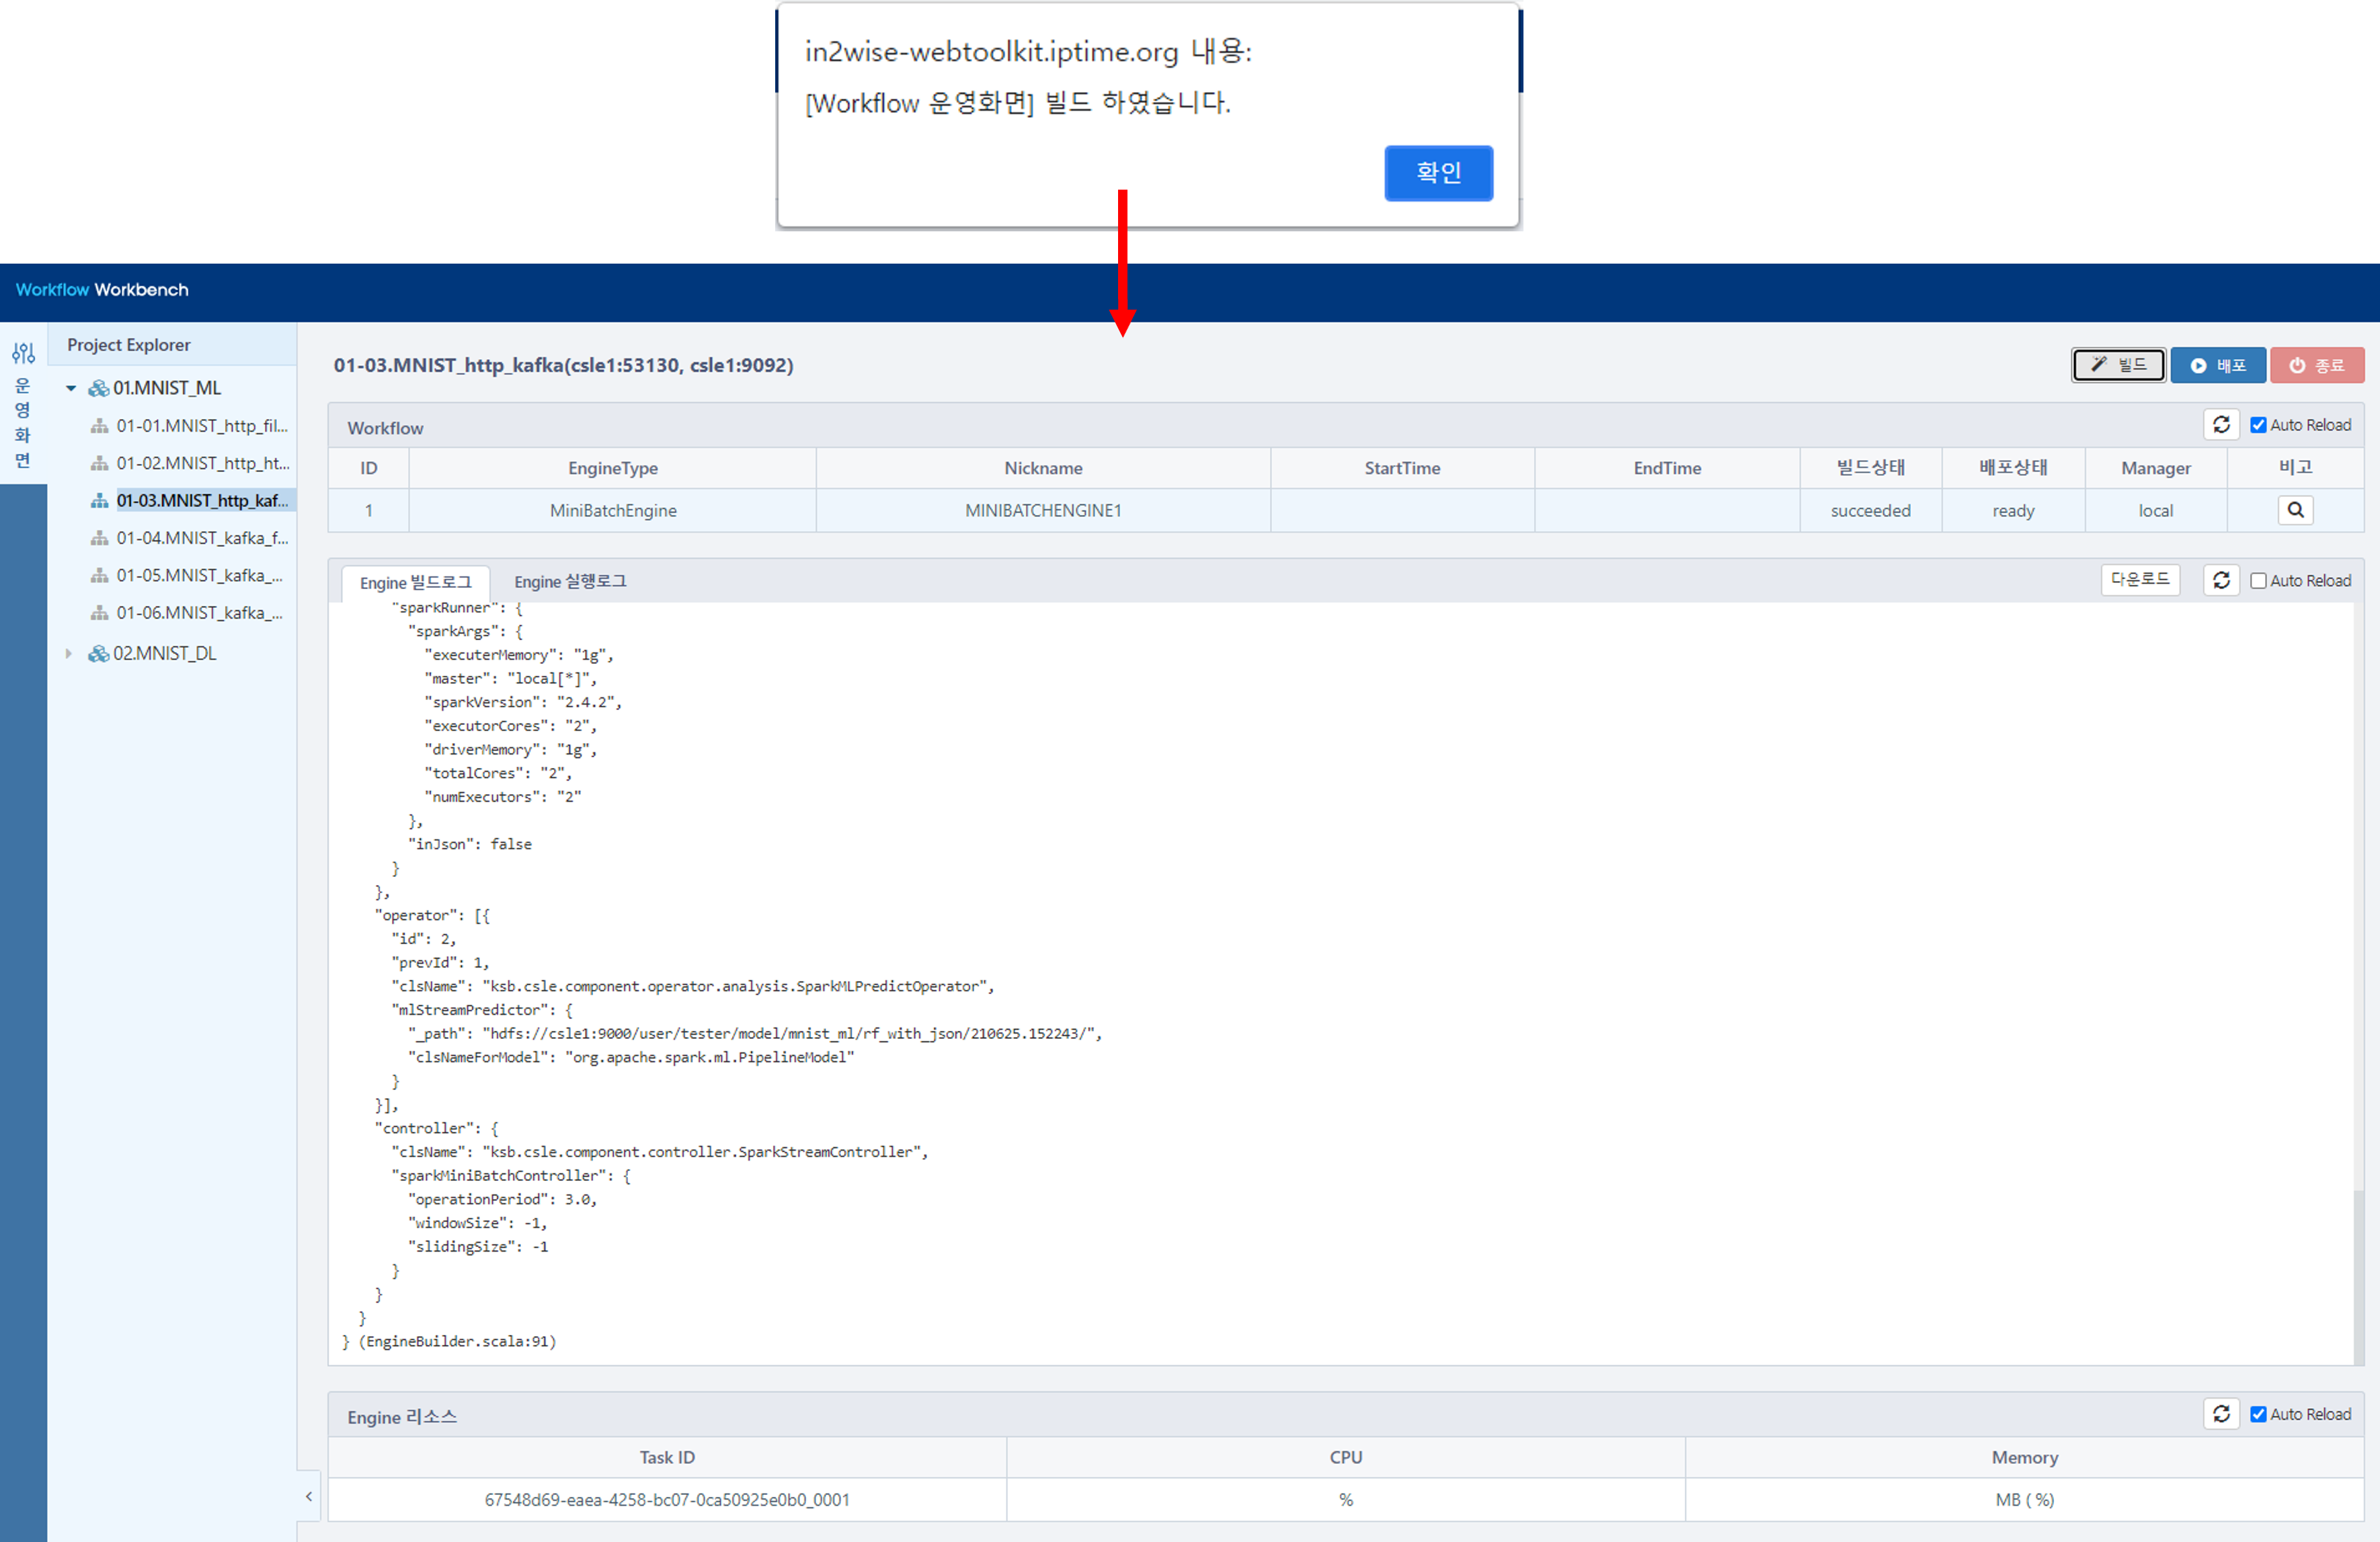 in2wise-webtoolkit.iptime.org 내용:
[Workflow 운영화면] 빌드 하였습니다.
확인
Workflow Workbench
운영화면
Project Explorer
01.MNIST_ML
01-01.MNIST_http_fil...
01-02.MNIST_http_ht...
01-03.MNIST_http_kaf...
01-04.MNIST_kafka_f...
01-05.MNIST_kafka_...
01-06.MNIST_kafka_...
02.MNIST_DL
01-03.MNIST_http_kafka(csle1:53130, csle1:9092)
빌드 배포 종료
Workflow Auto Reload
ID EngineType Nickname StartTime EndTime 빌드상태 배포상태 Manager 비고
1 MiniBatchEngine MINIBATCHENGINE1 succeeded ready local
Engine 빌드로그 Engine 실행로그 다운로드 Auto Reload
"sparkRunner": {
"sparkArgs": {
"executerMemory": "1g",
"master": "local[*]",
"sparkVersion": "2.4.2",
"executorCores": "2",
"driverMemory": "1g",
"totalCores": "2",
"numExecutors": "2"
},
"inJson": false
}
},
"operator": [{
"id": 2,
"prevId": 1,
"clsName": "ksb.csle.component.operator.analysis.SparkMLPredictOperator",
"mlStreamPredictor": {
"_path": "hdfs://csle1:9000/user/tester/model/mnist_ml/rf_with_json/210625.152243/",
"clsNameForModel": "org.apache.spark.ml.PipelineModel"
}
}],
"controller": {
"clsName": "ksb.csle.component.controller.SparkStreamController",
"sparkMiniBatchController": {
"operationPeriod": 3.0,
"windowSize": -1,
"slidingSize": -1
}
}
}
} (EngineBuilder.scala:91)
Engine 리소스 Auto Reload
Task ID CPU Memory
67548d69-eaea-4258-bc07-0ca50925e0b0_0001 % MB ( %)